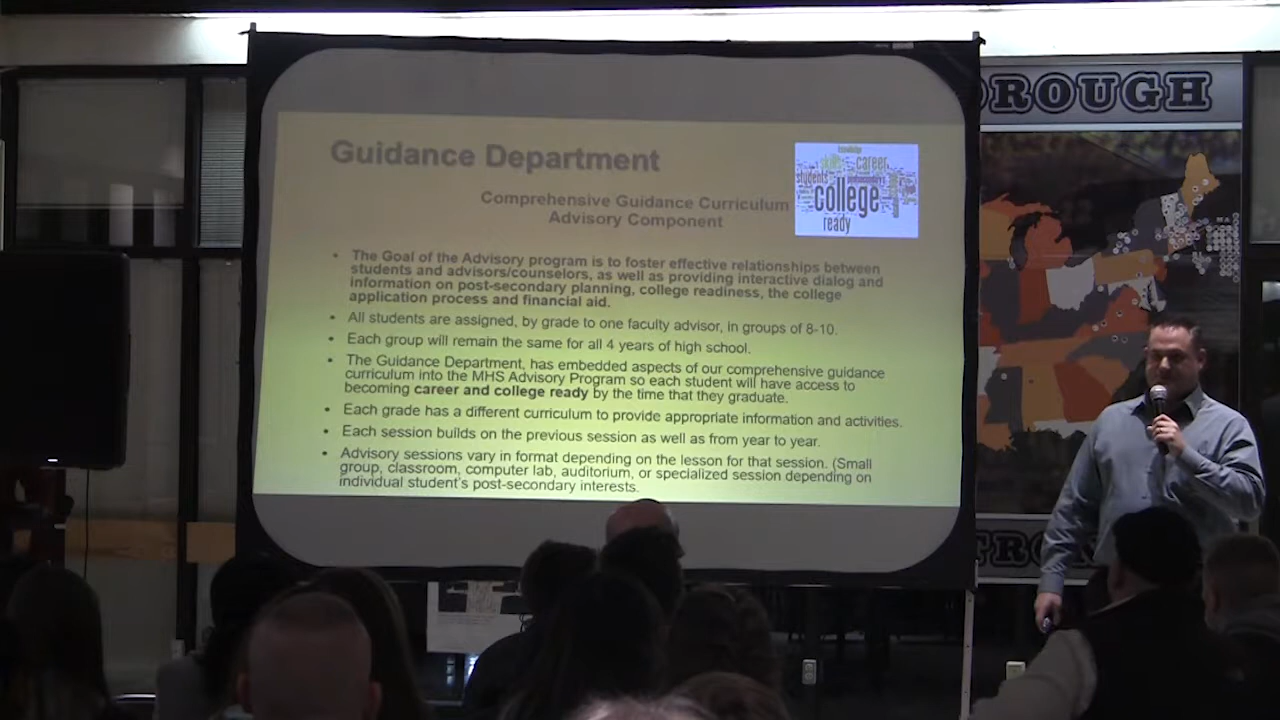 ROUGH
Guidance Department
Comprehensive Guidance Curriculum
Advisory Component
knowledge
skills career
students
college
ready
• The Goal of the Advisory program is to foster effective relationships between
students and advisors/counselors, as well as providing interactive dialog and
information on post-secondary planning, college readiness, the college
application process and financial aid.
• All students are assigned, by grade to one faculty advisor, in groups of 8-10.
• Each group will remain the same for all 4 years of high school.
• The Guidance Department, has embedded aspects of our comprehensive guidance
curriculum into the MHS Advisory Program so each student will have access to
becoming career and college ready by the time that they graduate.
• Each grade has a different curriculum to provide appropriate information and activities.
• Each session builds on the previous session as well as from year to year.
• Advisory sessions vary in format depending on the lesson for that session. (Small
group, classroom, computer lab, auditorium, or specialized session depending on
individual student's post-secondary interests.
TRON